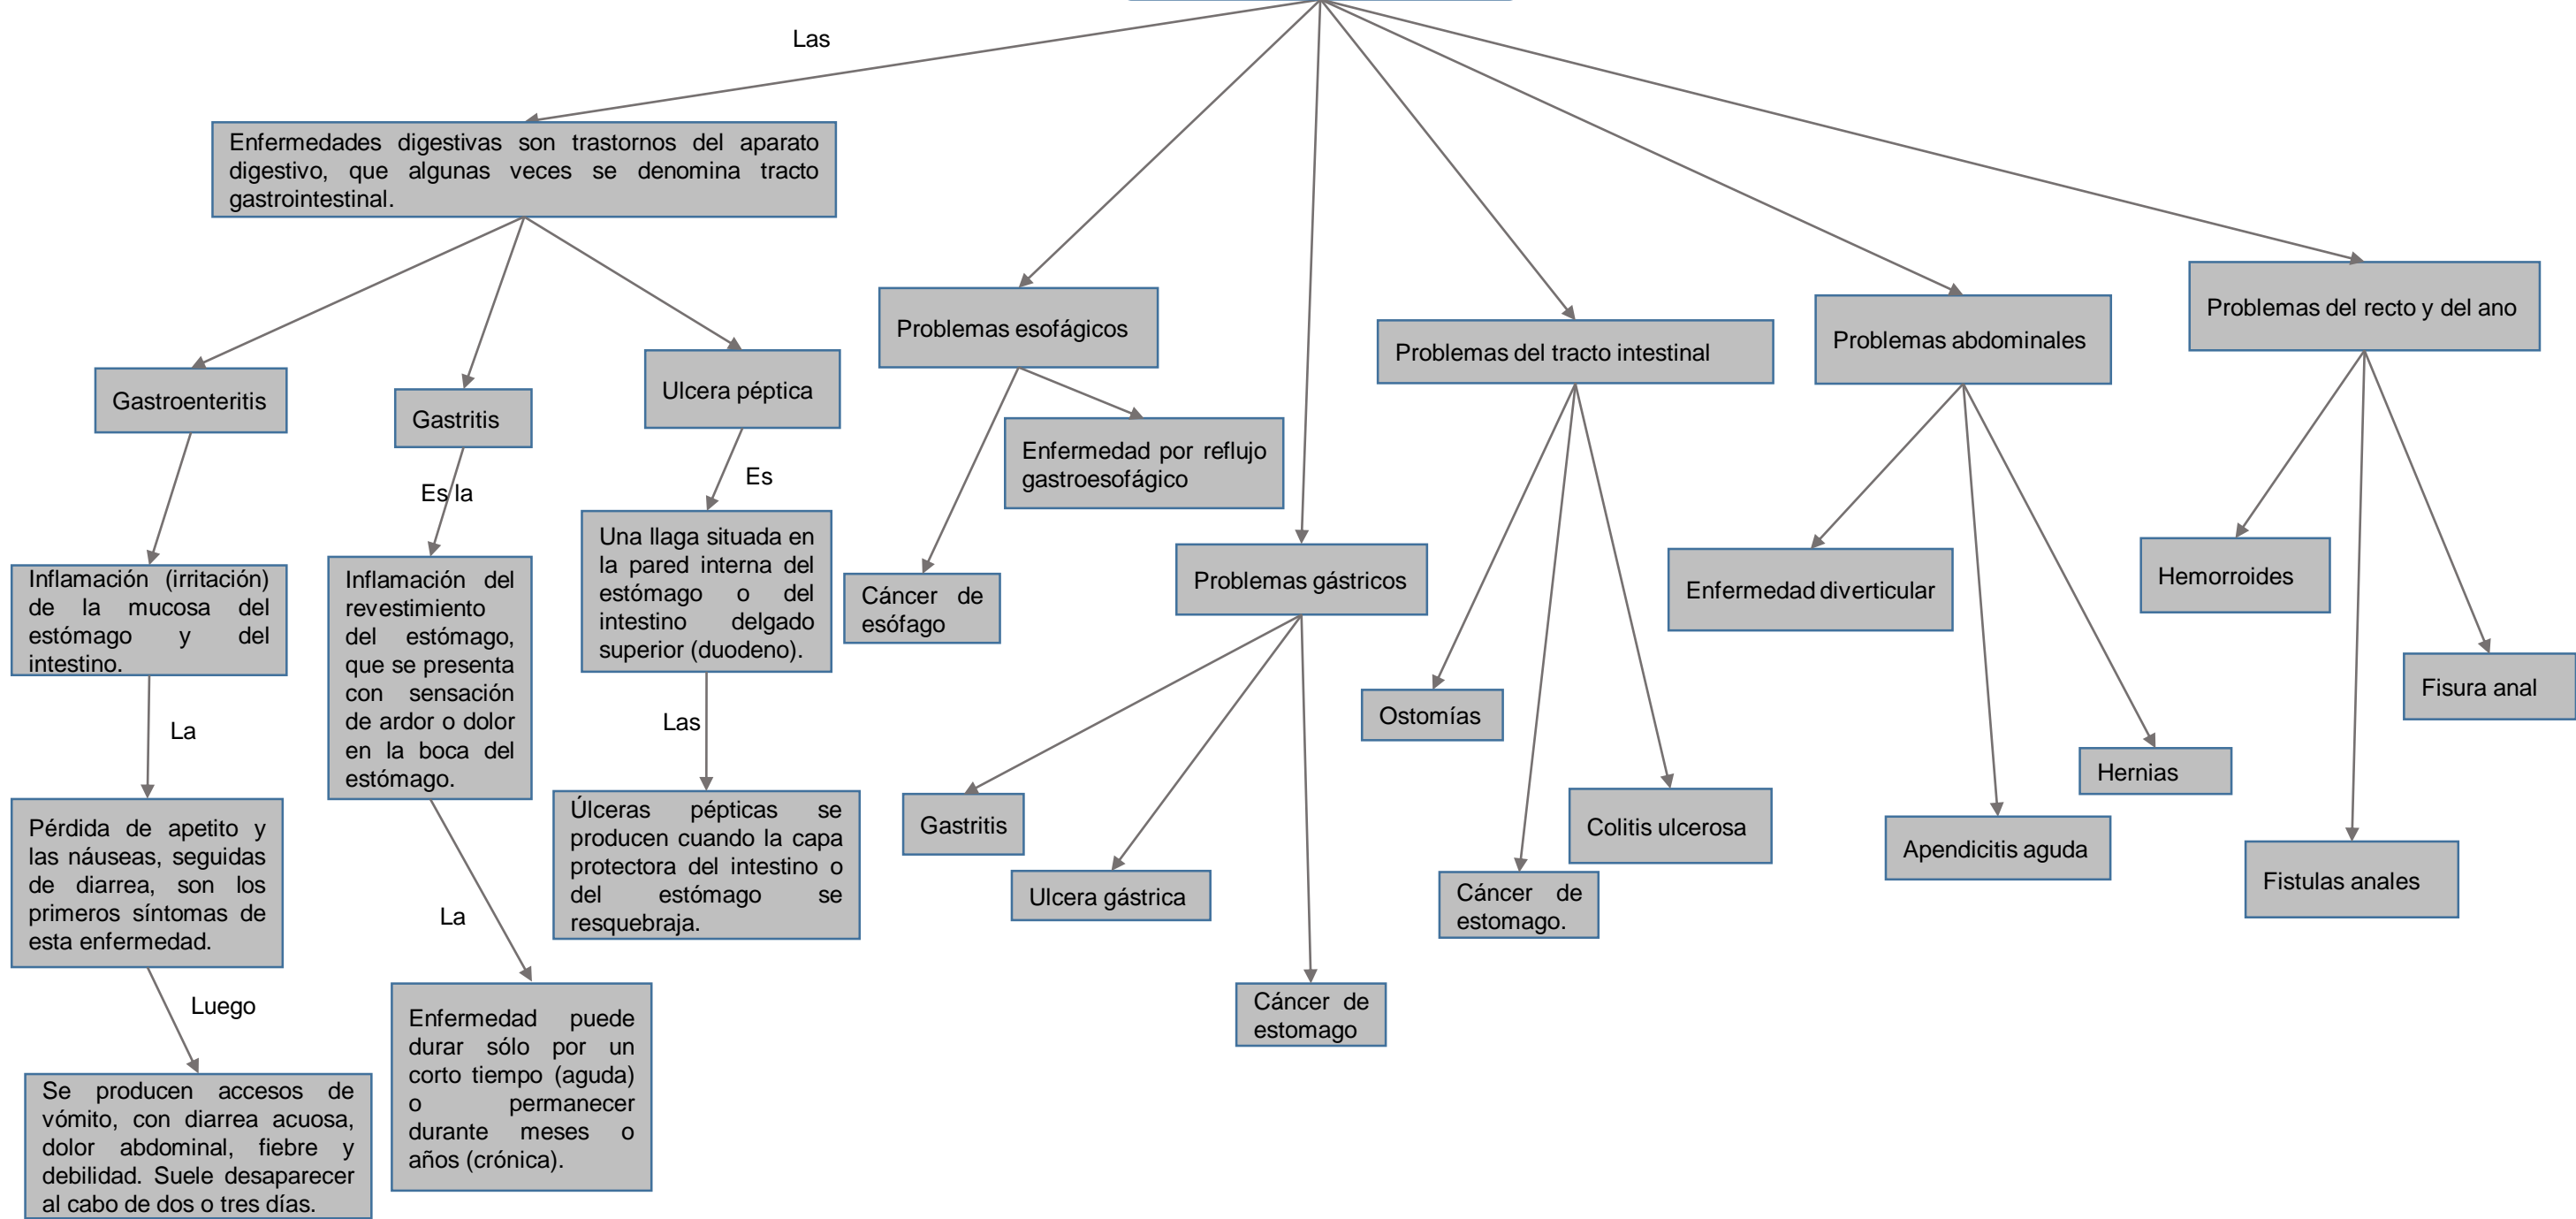 Las
Enfermedades digestivas son trastornos del aparato
digestivo, que algunas veces se denomina tracto
gastrointestinal.
Gastroenteritis
Inflamación (irritación)
de la mucosa del
estómago y del
intestino.
La
Pérdida de apetito y
las náuseas, seguidas
de diarrea, son los
primeros síntomas de
esta enfermedad.
Luego
Se producen accesos de
vómito, con diarrea acuosa,
dolor abdominal, fiebre y
debilidad. Suele desaparecer
al cabo de dos o tres días.
Gastritis
Es la
Inflamación del
revestimiento
del estómago,
que se presenta
con sensación
de ardor o dolor
en la boca del
estómago.
La
Enfermedad puede
durar sólo por un
corto tiempo (aguda)
o permanecer
durante meses o
años (crónica).
Ulcera péptica
Es
Una llaga situada en
la pared interna del
estómago o del
intestino delgado
superior (duodeno).
Las
Úlceras pépticas se
producen cuando la capa
protectora del intestino o
del estómago se
resquebraja.
Problemas esofágicos
Enfermedad por reflujo
gastroesofágico
Cáncer de
esófago
Problemas gástricos
Gastritis
Ulcera gástrica
Cáncer de
estomago
Problemas del tracto intestinal
Ostomías
Cáncer de
estomago.
Colitis ulcerosa
Problemas abdominales
Enfermedad diverticular
Apendicitis aguda
Hernias
Problemas del recto y del ano
Hemorroides
Fistulas anales
Fisura anal